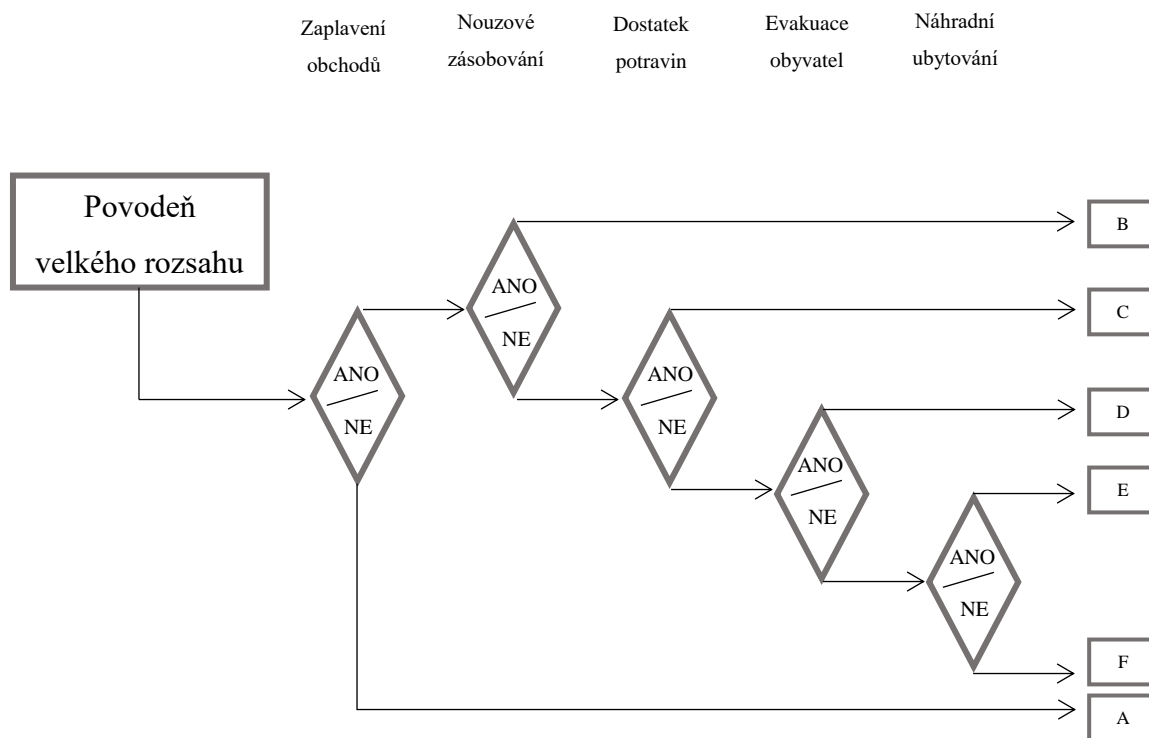 Zaplavení
obchodů
Nouzové
zásobování
Dostatek
potravin
Evakuace
obyvatel
Náhradní
ubytování
Povodeň
velkého rozsahu
B
ANO
NE
C
ANO
NE
ANO
NE
D
ANO
NE
E
ANO
NE
F
A